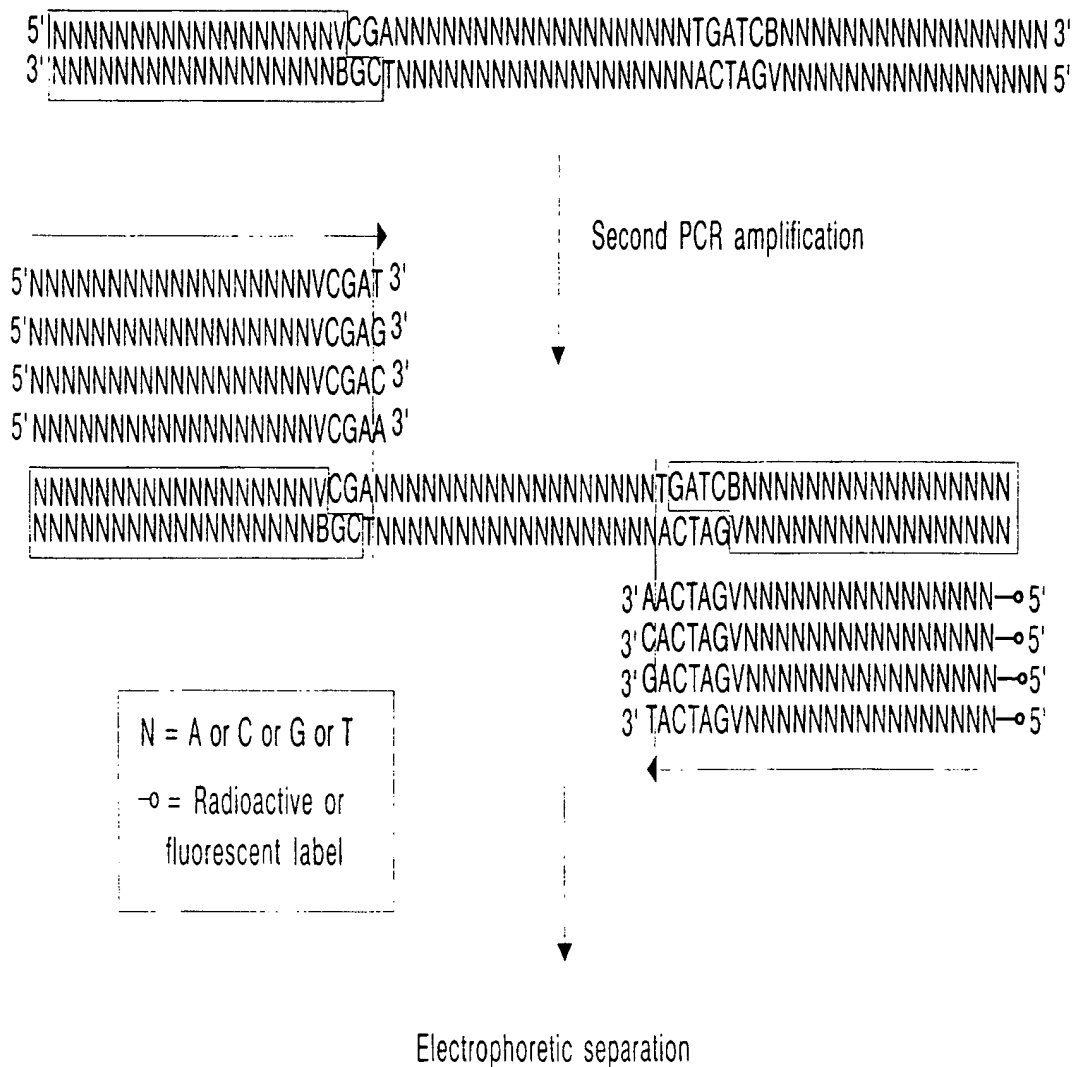 5' NNNNNNNNNNNNNNNNNNVCGANNNNNNNNNNNNNNNNNNNTGATCBNNNNNNNNNNNNNNNNN 3'
3' NNNNNNNNNNNNNNNNNNBGCTNNNNNNNNNNNNNNNNNNNACTAGVNNNNNNNNNNNNNNNNN 5'
Second PCR amplification
5'NNNNNNNNNNNNNNNNNNVCGAT 3'
5'NNNNNNNNNNNNNNNNNNVCGAG 3'
5'NNNNNNNNNNNNNNNNNNVCGAC 3'
5'NNNNNNNNNNNNNNNNNNVCGAA 3'
NNNNNNNNNNNNNNNNNNVCGANNNNNNNNNNNNNNNNNNTGATCBNNNNNNNNNNNNNNNNN
NNNNNNNNNNNNNNNNNNBGCTNNNNNNNNNNNNNNNNNNACTAGVNNNNNNNNNNNNNNNNN
3' AACTAGVNNNNNNNNNNNNNNNN 5'
3' CACTAGVNNNNNNNNNNNNNNNN 5'
3' GACTAGVNNNNNNNNNNNNNNNN 5'
3' TACTAGVNNNNNNNNNNNNNNNN 5'
N = A or C or G or T
= Radioactive or
fluorescent label
Electrophoretic separation